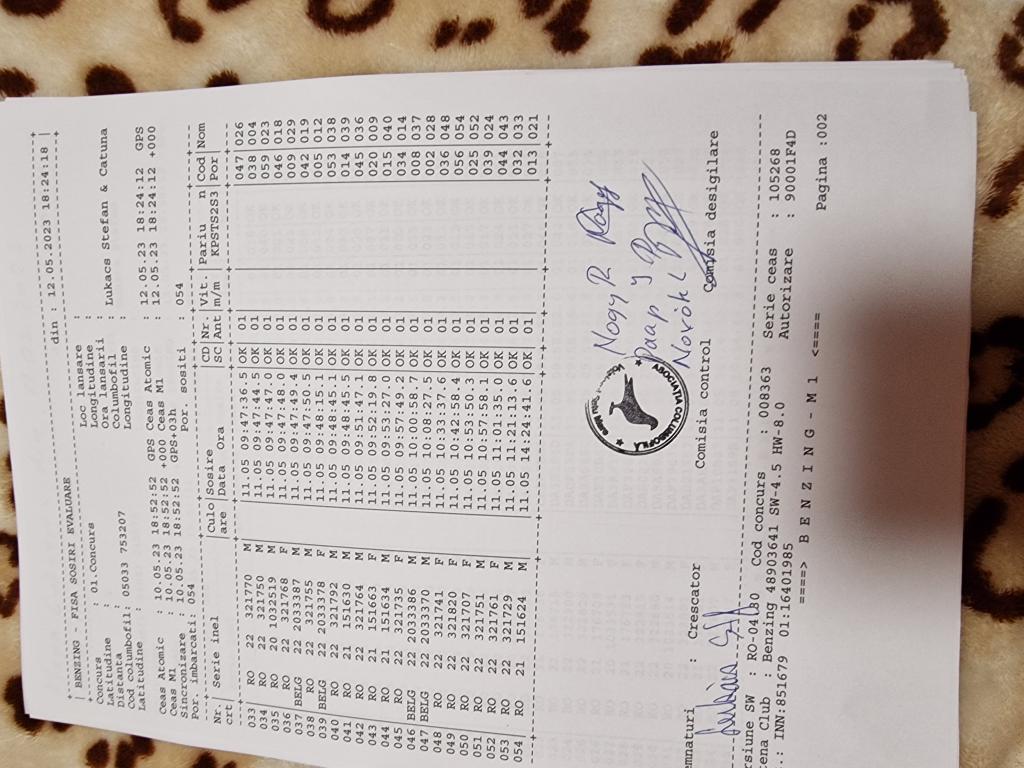 din : 12.05.2023 18:24:18
BENZING FISA SOSIRI EVALUARE
Concurs : 01.Concurs Loc lansare :
Latitudine : Longitudine :
Distanta : Ora lansarii :
Cod columbofil: 05033 753207 Columbofil : Lukacs Stefan & Catuna
Latitudine : Longitudine :
Ceas Atomic : 10.05.23 18:52:52 GPS Ceas Atomic : 12.05.23 18:24:12 GPS
Ceas M1 : 10.05.23 18:52:52 +000 Ceas M1 : 12.05.23 18:24:12 +000
Sincronizare : 10.05.23 18:52:52 GPS+03h
Por. imbarcati: 054 Por. sositi : 054
Nr. Serie inel Culo Sosire CD Nr Vit. Pariu n Cod Nom
crt are Data Ora SC Ant m/m KPSTS2S3 Por
033 RO 22 321770 M 11.05 09:47:36.5 OK 01 047 026
034 RO 22 321750 M 11.05 09:47:44.5 OK 01 038 004
035 RO 20 1032519 M 11.05 09:47:47.0 OK 01 059 023
036 RO 22 321768 F 11.05 09:47:48.0 OK 01 046 018
037 BELG 22 2033387 M 11.05 09:47:49.4 OK 01 009 029
038 RO 22 321755 M 11.05 09:47:50.5 OK 01 042 019
039 BELG 22 2033378 F 11.05 09:48:15.1 OK 01 005 012
040 RO 22 321792 M 11.05 09:48:45.1 OK 01 053 038
041 RO 21 151630 M 11.05 09:48:45.5 OK 01 014 039
042 RO 22 321764 M 11.05 09:51:47.1 OK 01 045 036
043 RO 21 151663 F 11.05 09:52:19.8 OK 01 020 009
044 RO 21 151634 M 11.05 09:53:27.0 OK 01 015 040
045 RO 22 321735 F 11.05 09:57:49.2 OK 01 034 014
046 BELG 22 2033386 M 11.05 10:00:58.7 OK 01 008 037
047 BELG 22 2033370 M 11.05 10:08:27.5 OK 01 002 028
048 RO 22 321741 F 11.05 10:33:37.6 OK 01 036 048
049 RO 22 321820 F 11.05 10:42:58.4 OK 01 056 054
050 RO 22 321707 F 11.05 10:53:50.3 OK 01 025 052
051 RO 22 321751 M 11.05 10:57:58.1 OK 01 039 024
052 RO 22 321761 F 11.05 11:01:35.0 OK 01 044 043
053 RO 22 321729 M 11.05 11:21:13.6 OK 01 032 033
054 RO 21 151624 M 11.05 14:24:41.6 OK 01 013 021
Nagy R
Paap y
Novák L
ASOCIATIA COLUMBOFILA
emnaturi : Crescator Comisia control Comisia desigilare
rsiune SW : RO-04.80 Cod concurs : 008363 Serie ceas : 105268
tena Club : Benzing 48903641 SW-4.5 HW-8.0 Autorizare : 90001F4D
.: INN:851679 01:16401985
====> B E N Z I N G - M 1 <==== Pagina :002